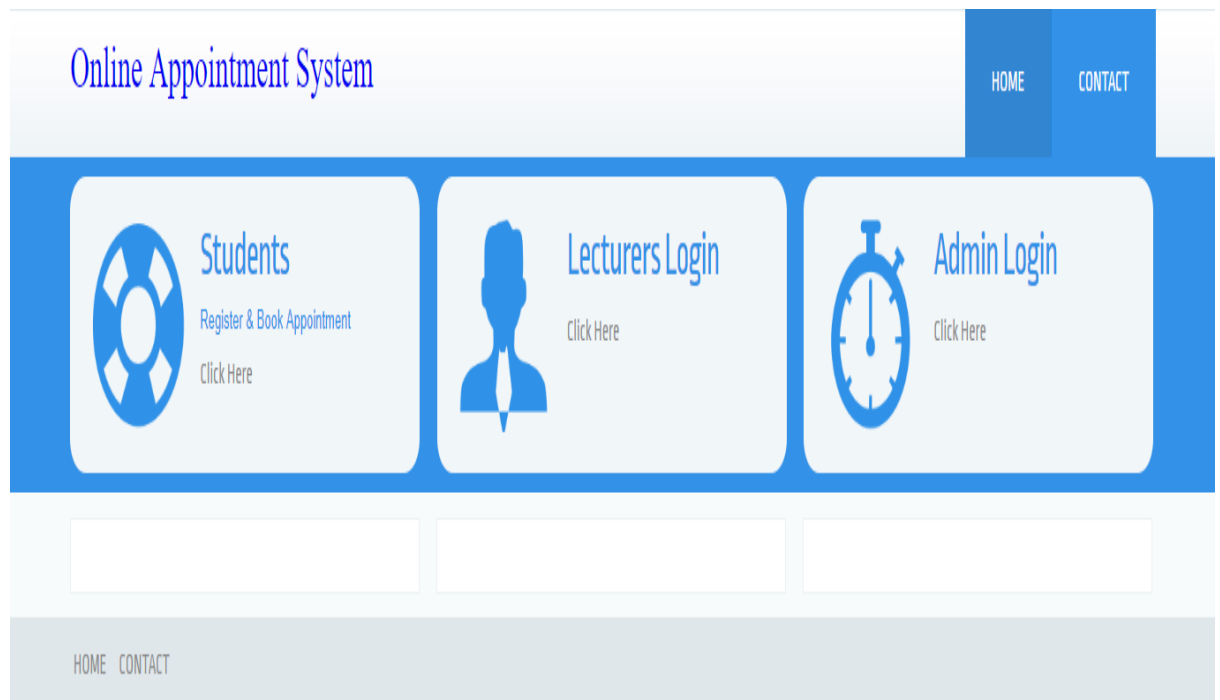 Online Appointment System
HOME CONTACT
Students
Register & Book Appointment
Click Here
Lecturers Login
Click Here
Admin Login
Click Here
HOME CONTACT